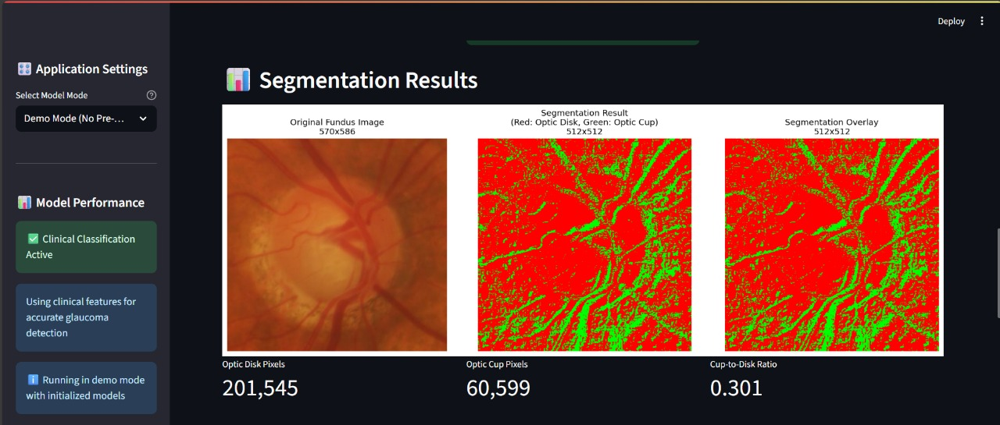 Deploy
Application Settings
Select Model Mode
Demo Mode (No Pre-...
Model Performance
Clinical Classification
Active
Using clinical features for
accurate glaucoma
detection
Running in demo mode
with initialized models
Segmentation Results
Original Fundus Image
570x586
Segmentation Result
(Red: Optic Disk, Green: Optic Cup)
512x512
Segmentation Overlay
512x512
Optic Disk Pixels
201,545
Optic Cup Pixels
60,599
Cup-to-Disk Ratio
0.301